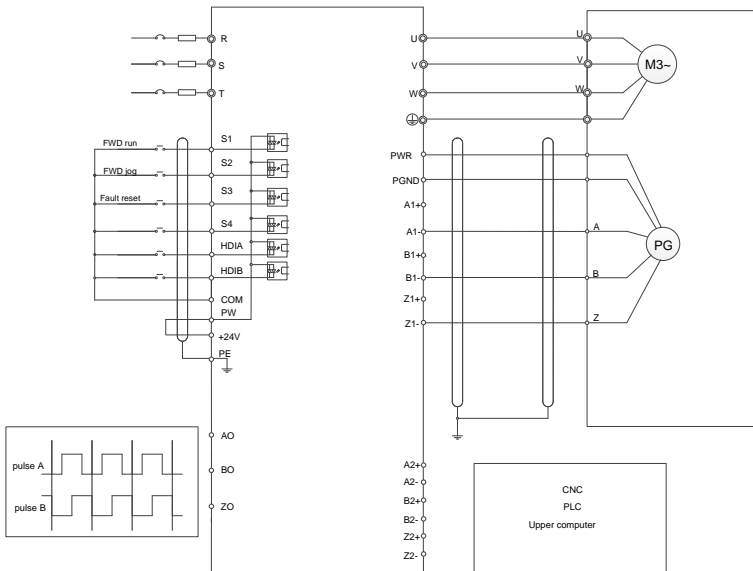 R
S
T
FWD run
FWD jog
Fault reset
S1
S2
S3
S4
HDIA
HDIB
COM
PW
+24V
PE
U
V
W
U
V
W
M3~
PWR
PGND
A1+
A1-
B1+
B1-
Z1+
Z1-
A
B
Z
PG
pulse A
pulse B
AO
BO
ZO
A2+
A2-
B2+
B2-
Z2+
Z2-
CNC
PLC
Upper computer